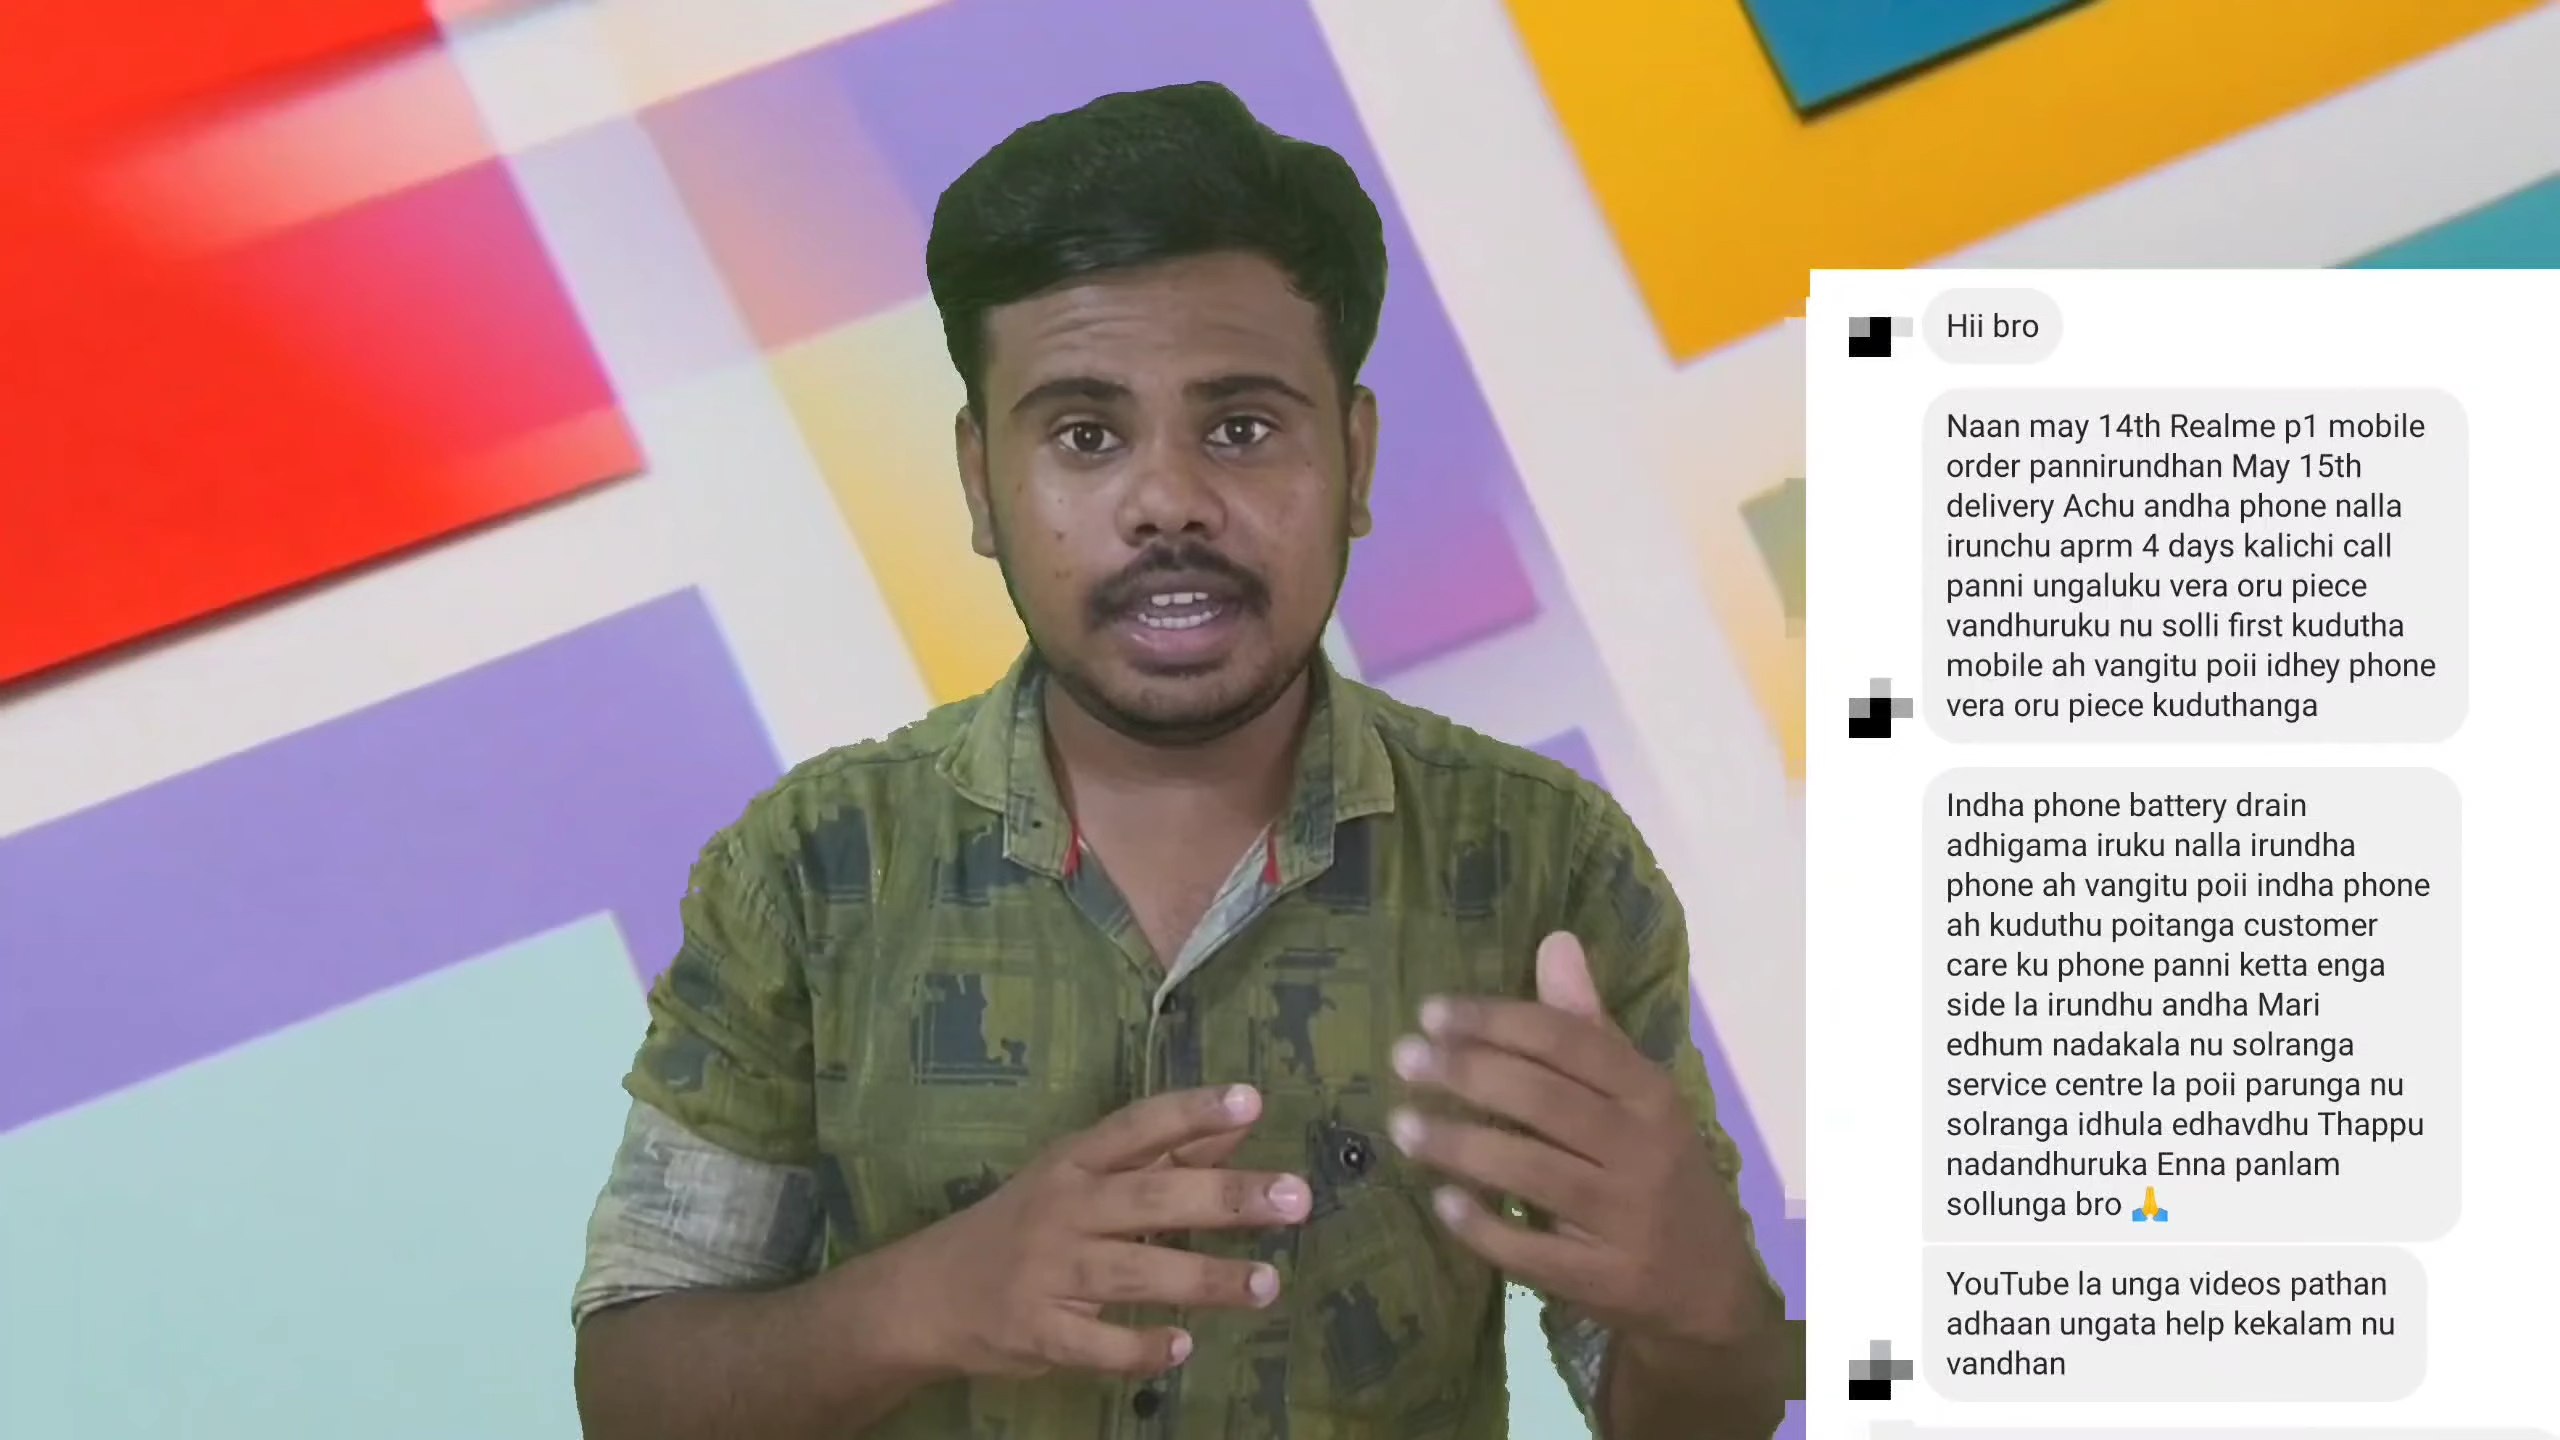 Hii bro
Naan may 14th Realme p1 mobile
order pannirundhan May 15th
delivery Achu andha phone nalla
irunchu aprm 4 days kalichi call
panni ungaluku vera oru piece
vandhuruku nu solli first kudutha
mobile ah vangitu poii idhey phone
vera oru piece kuduthanga
Indha phone battery drain
adhigama iruku nalla irundha
phone ah vangitu poii indha phone
ah kuduthu poitanga customer
care ku phone panni ketta enga
side la irundhu andha Mari
edhum nadakala nu solranga
service centre la poii parunga nu
solranga idhula edhavdhu Thappu
nadandhuruka Enna panlam
sollunga bro 🙏
YouTube la unga videos pathan
adhaan ungata help kekalam nu
vandhan